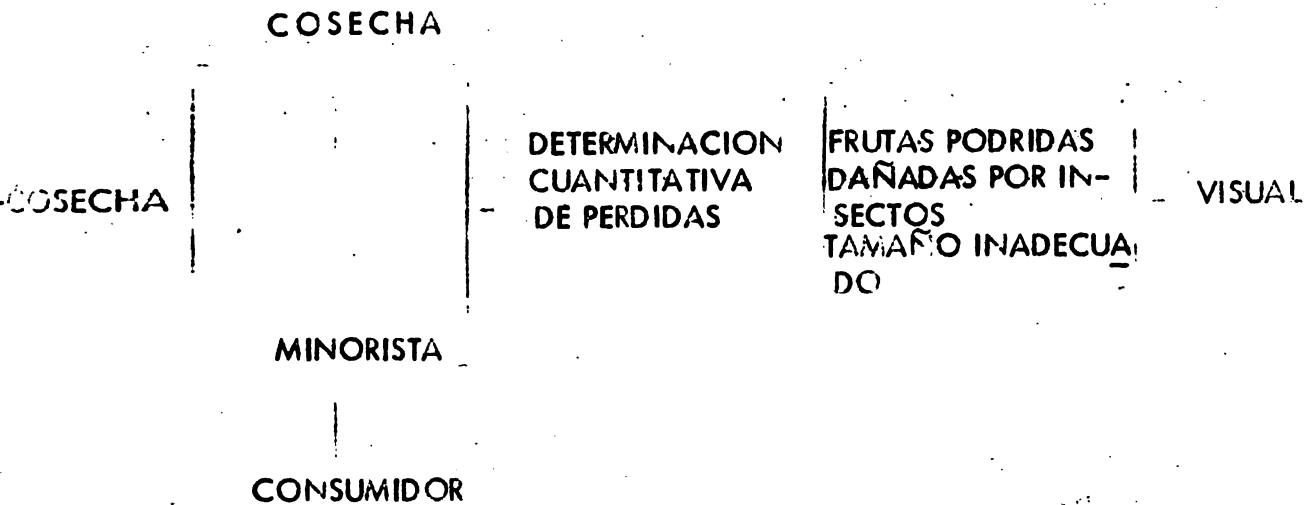 COSECHA
-COSECHA
DETERMINACION
CUANTITATIVA
DE PERDIDAS
FRUTAS PODRIDAS
DAÑADAS POR IN-
SECTOS
TAMAÑO INADECUA
DO
VISUAL
MINORISTA
CONSUMIDOR